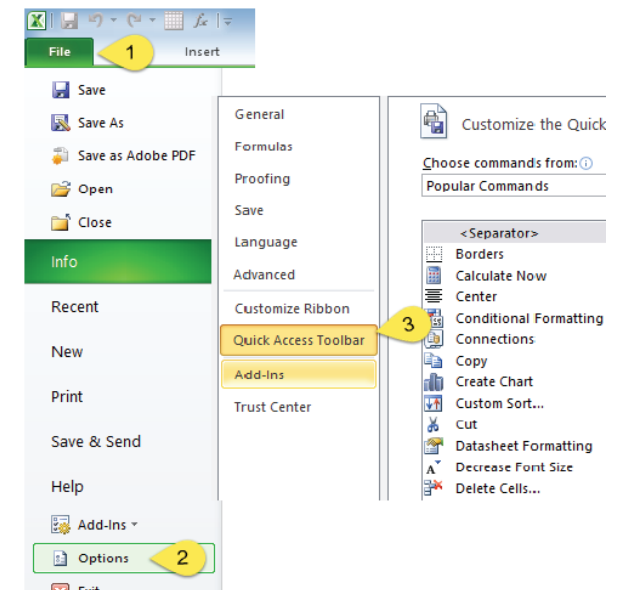 File
1
Insert
Save
Save As
Save as Adobe PDF
Open
Close
Info
Recent
New
Print
Save & Send
Help
Add-Ins
Options
2
General
Formulas
Proofing
Save
Language
Advanced
Customize Ribbon
Quick Access Toolbar
3
Add-Ins
Trust Center
Customize the Quick
Choose commands from:
Popular Commands
<Separator>
Borders
Calculate Now
Center
Conditional Formatting
Connections
Copy
Create Chart
Custom Sort...
Cut
Datasheet Formatting
Decrease Font Size
Delete Cells...